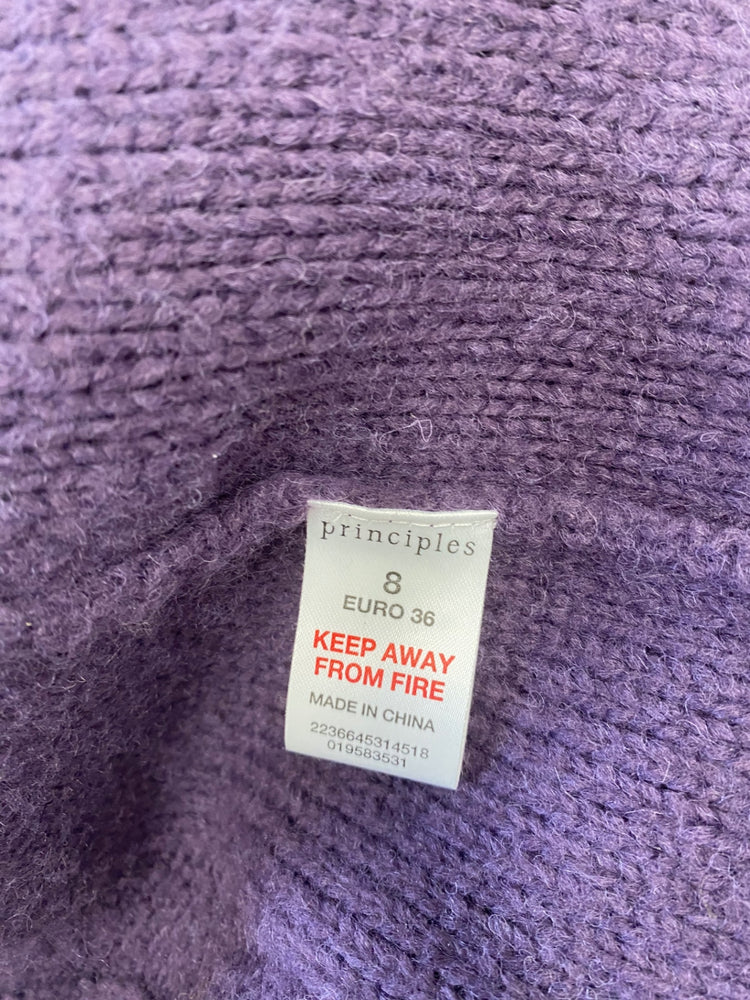 principles
8
EURO 36
KEEP AWAY
FROM FIRE
MADE IN CHINA
2236645314518
019583531